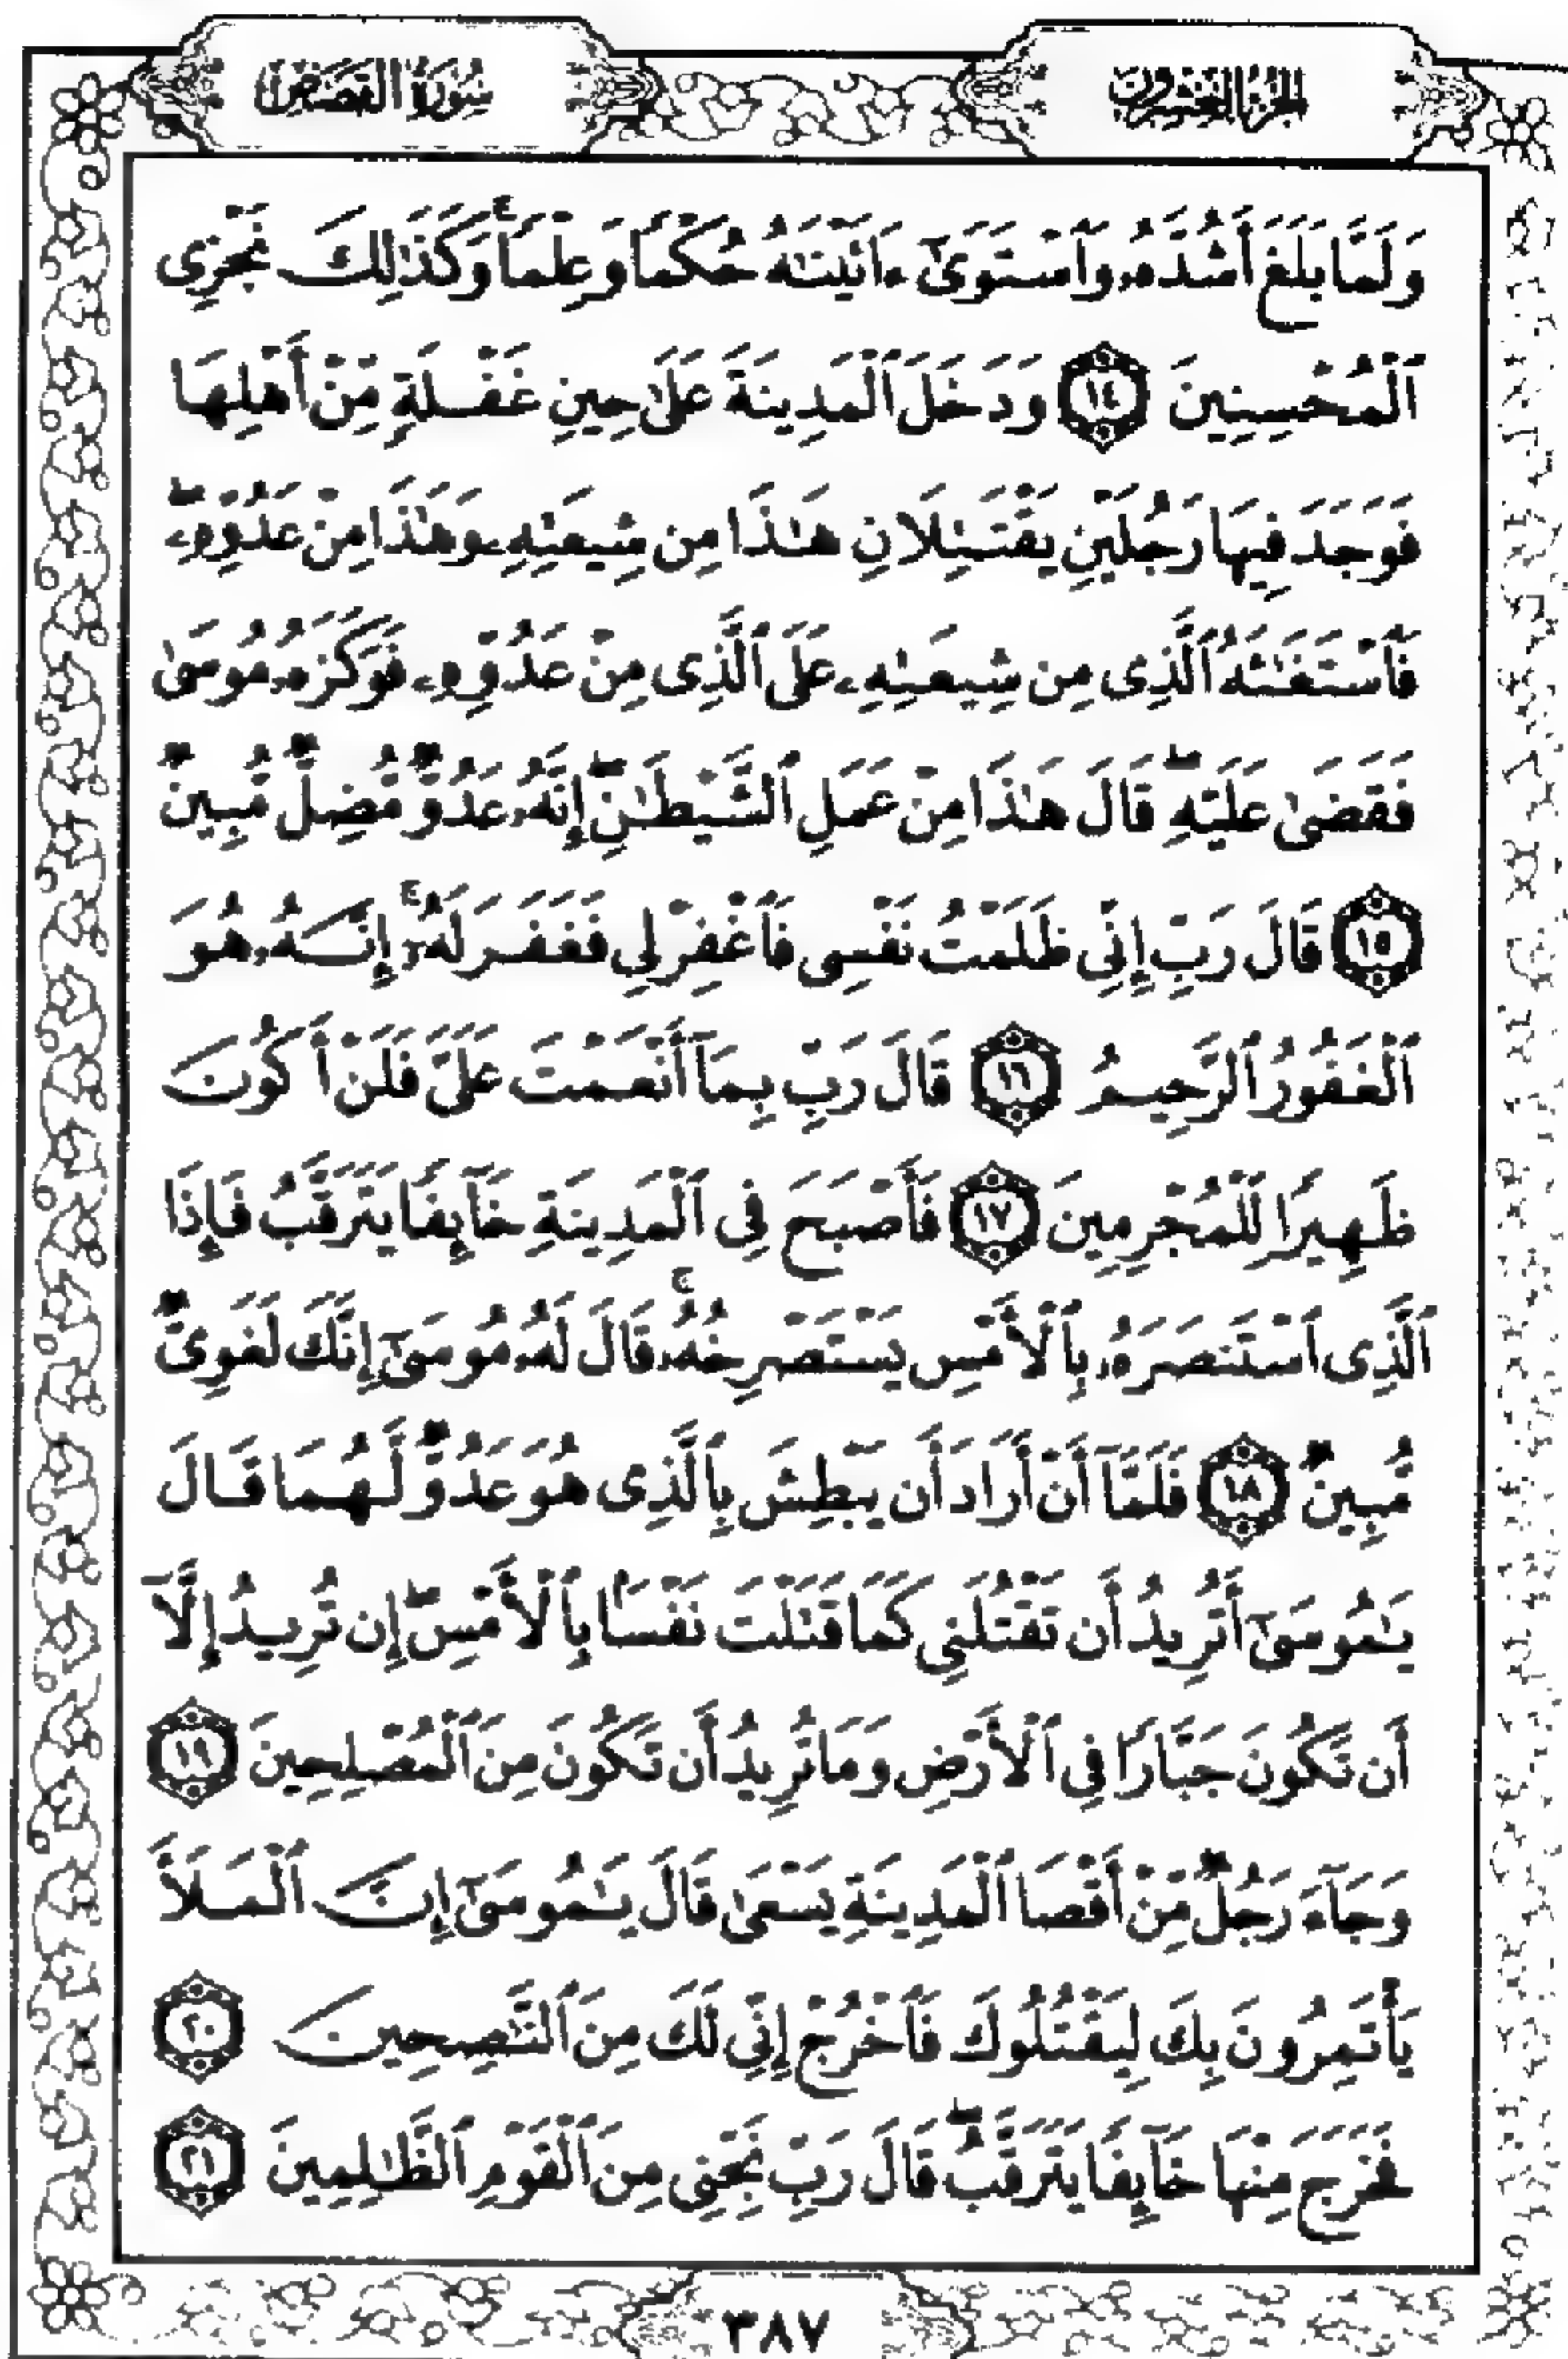 الجزء العشرون
سورة القصص
وَلَمَّا بَلَغَ أَشُدَّهُۥ وَٱسْتَوَىٰٓ ءَاتَيْنَٰهُ حُكْمًا وَعِلْمًا ۚ وَكَذَٰلِكَ نَجْزِى
ٱلْمُحْسِنِينَ ١٤ وَدَخَلَ ٱلْمَدِينَةَ عَلَىٰ حِينِ غَفْلَةٍ مِّنْ أَهْلِهَا
فَوَجَدَ فِيهَا رَجُلَيْنِ يَقْتَتِلَانِ هَٰذَا مِن شِيعَتِهِۦ وَهَٰذَا مِنْ عَدُوِّهِۦ ۖ
فَٱسْتَغَٰثَهُ ٱلَّذِى مِن شِيعَتِهِۦ عَلَى ٱلَّذِى مِنْ عَدُوِّهِۦ فَوَكَزَهُۥ مُوسَىٰ
فَقَضَىٰ عَلَيْهِ ۖ قَالَ هَٰذَا مِنْ عَمَلِ ٱلشَّيْطَٰنِ ۖ إِنَّهُۥ عَدُوٌّ مُّضِلٌّ مُّبِينٌ
١٥ قَالَ رَبِّ إِنِّى ظَلَمْتُ نَفْسِى فَٱغْفِرْ لِى فَغَفَرَ لَهُۥٓ ۚ إِنَّهُۥ هُوَ
ٱلْغَفُورُ ٱلرَّحِيمُ ١٦ قَالَ رَبِّ بِمَآ أَنْعَمْتَ عَلَىَّ فَلَنْ أَكُونَ
ظَهِيرًا لِّلْمُجْرِمِينَ ١٧ فَأَصْبَحَ فِى ٱلْمَدِينَةِ خَآئِفًا يَتَرَقَّبُ فَإِذَا
ٱلَّذِى ٱسْتَنصَرَهُۥ بِٱلْأَمْسِ يَسْتَصْرِخُهُۥ ۚ قَالَ لَهُۥ مُوسَىٰٓ إِنَّكَ لَغَوِىٌّ
مُّبِينٌ ١٨ فَلَمَّآ أَنْ أَرَادَ أَن يَبْطِشَ بِٱلَّذِى هُوَ عَدُوٌّ لَّهُمَا قَالَ
يَٰمُوسَىٰٓ أَتُرِيدُ أَن تَقْتُلَنِى كَمَا قَتَلْتَ نَفْسًۢا بِٱلْأَمْسِ ۖ إِن تُرِيدُ إِلَّآ
أَن تَكُونَ جَبَّارًا فِى ٱلْأَرْضِ وَمَا تُرِيدُ أَن تَكُونَ مِنَ ٱلْمُصْلِحِينَ ١٩
وَجَآءَ رَجُلٌ مِّنْ أَقْصَا ٱلْمَدِينَةِ يَسْعَىٰ قَالَ يَٰمُوسَىٰٓ إِنَّ ٱلْمَلَأَ
يَأْتَمِرُونَ بِكَ لِيَقْتُلُوكَ فَٱخْرُجْ إِنِّى لَكَ مِنَ ٱلنَّٰصِحِينَ ٢٠
فَخَرَجَ مِنْهَا خَآئِفًا يَتَرَقَّبُ ۖ قَالَ رَبِّ نَجِّنِى مِنَ ٱلْقَوْمِ ٱلظَّٰلِمِينَ ٢١
٣٨٧